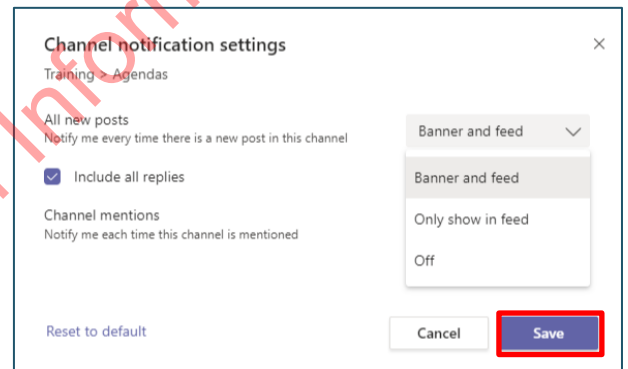 Channel notification settings
Training > Agendas
All new posts
Notify me every time there is a new post in this channel
Banner and feed
Include all replies
Banner and feed
Only show in feed
Off
Channel mentions
Notify me each time this channel is mentioned
Reset to default
Cancel
Save
Inform